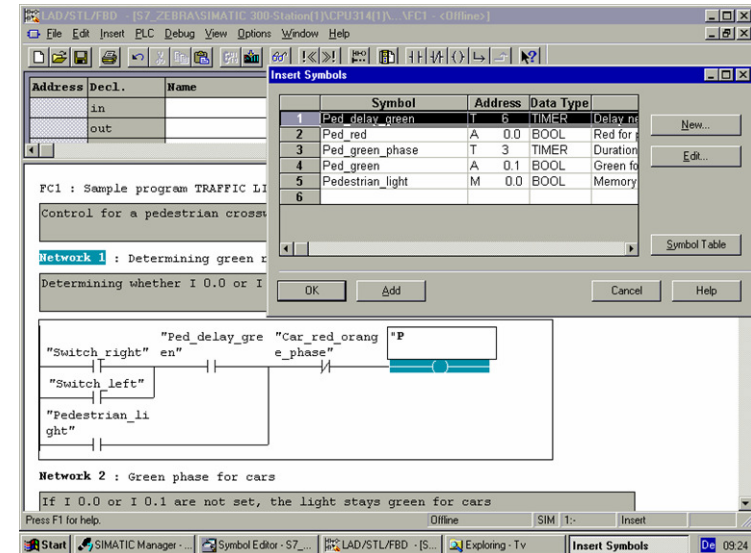 LAD/STL/FBD - [S7_ZEBRA\SIMATIC 300-Station(1)\CPU314(1)\...\FC1 - <Offline>]
File Edit Insert PLC Debug View Options Window Help
Address Decl. Name
in
out
Insert Symbols
Symbol Address Data Type
1 Ped_delay_green T 6 TIMER Delay ne
2 Ped_red A 0.0 BOOL Red for p
3 Ped_green_phase T 3 TIMER Duration
4 Ped_green A 0.1 BOOL Green fo
5 Pedestrian_light M 0.0 BOOL Memory
6
New...
Edit...
Symbol Table
OK Add Cancel Help
FC1 : Sample program TRAFFIC LI
Control for a pedestrian crossw
Network 1 : Determining green r
Determining whether I 0.0 or I
"Ped_delay_gre "Car_red_orang "P
"Switch_right" en" e_phase"
"Switch_left"
"Pedestrian_li
ght"
Network 2 : Green phase for cars
If I 0.0 or I 0.1 are not set, the light stays green for cars
Press F1 for help. Offline SIM 1:- Insert
Start SIMATIC Manager - ... Symbol Editor - S7_... LAD/STL/FBD - [S... Exploring - Tv Insert Symbols De 09:24